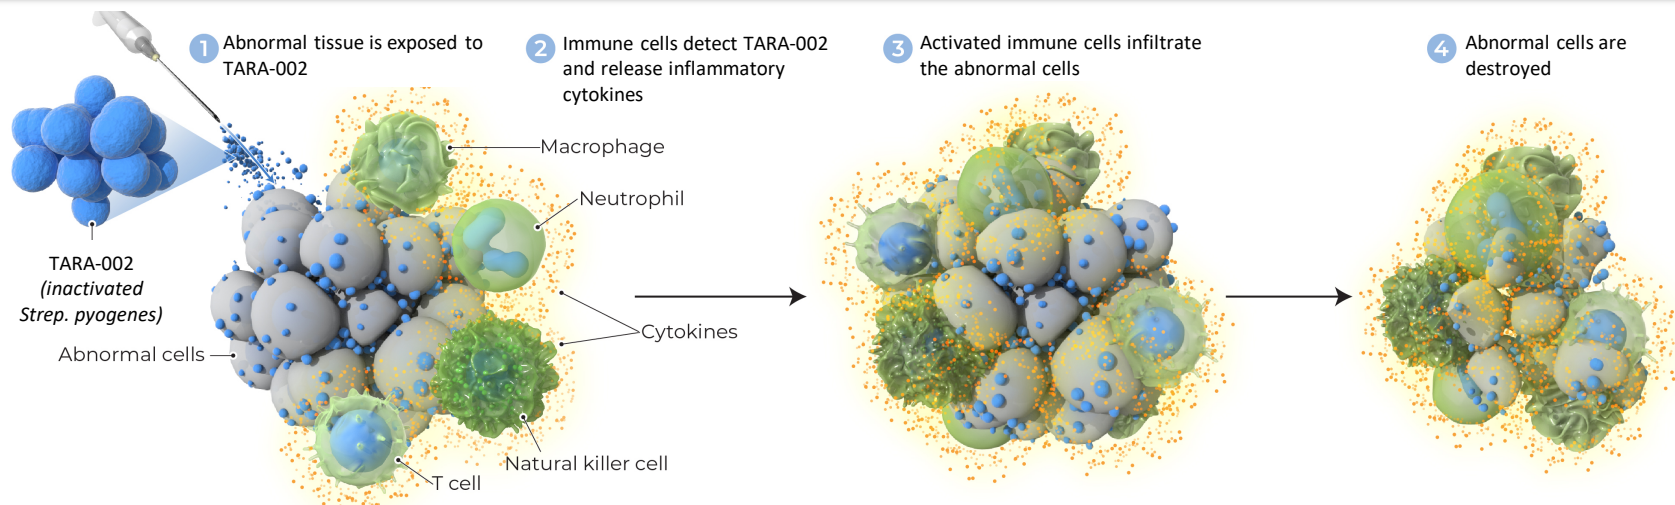 1
Abnormal tissue is exposed to
TARA-002
2
Immune cells detect TARA-002
and release inflammatory
cytokines
3
Activated immune cells infiltrate
the abnormal cells
4
Abnormal cells are
destroyed
Macrophage
Neutrophil
TARA-002
(inactivated
Strep. pyogenes)
Cytokines
Abnormal cells
Natural killer cell
T cell